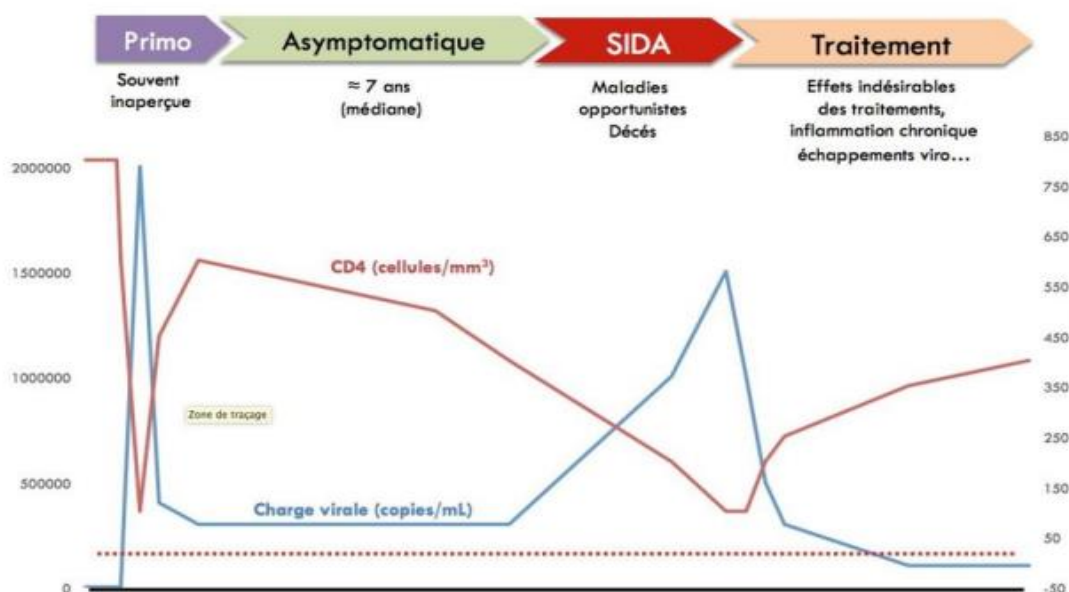 Primo
Asymptomatique
SIDA
Traitement
Souvent
inaperçue
≈ 7 ans
(médiane)
Maladies
opportunistes
Décés
Effets indésirables
des traitements,
inflammation chronique
échappements viro...
2000000
1500000
1000000
500000
0
CD4 (cellules/mm³)
Zone de traçage
Charge virale (copies/mL)
850
750
650
550
450
350
250
150
50
-50